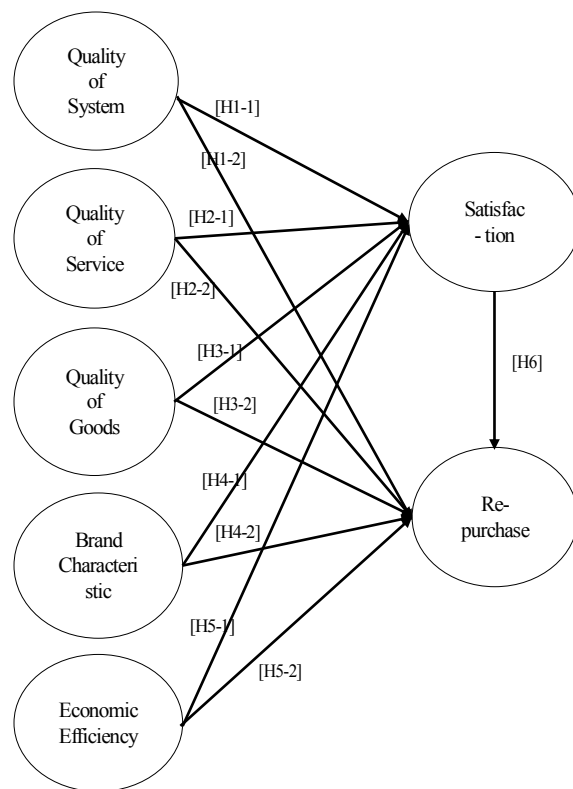 Quality
of
System
[H1-1]
[H1-2]
Quality
of
Service
[H2-1]
[H2-2]
Satisfac
- tion
Quality
of
Goods
[H3-1]
[H3-2]
[H6]
Brand
Characteri
stic
[H4-1]
[H4-2]
Re-
purchase
Economic
Efficiency
[H5-1]
[H5-2]